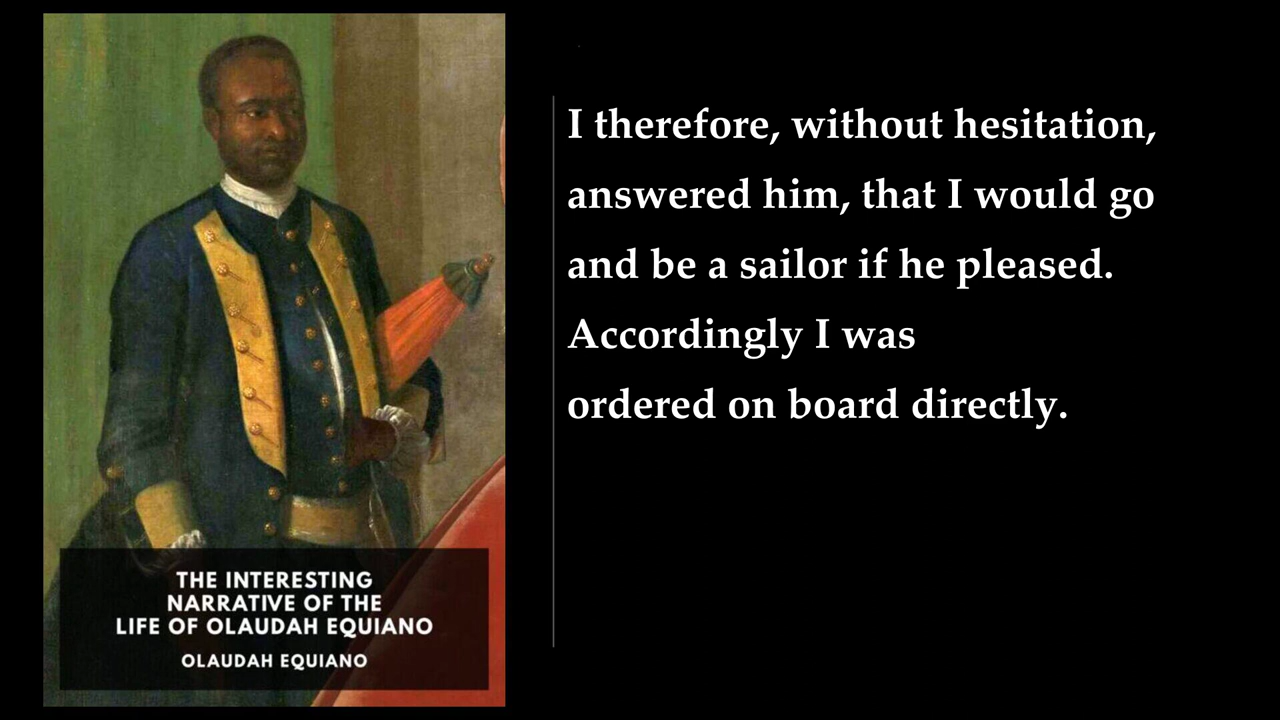 THE INTERESTING
NARRATIVE OF THE
LIFE OF OLAUDAH EQUIANO
OLAUDAH EQUIANO
I therefore, without hesitation,
answered him, that I would go
and be a sailor if he pleased.
Accordingly I was
ordered on board directly.